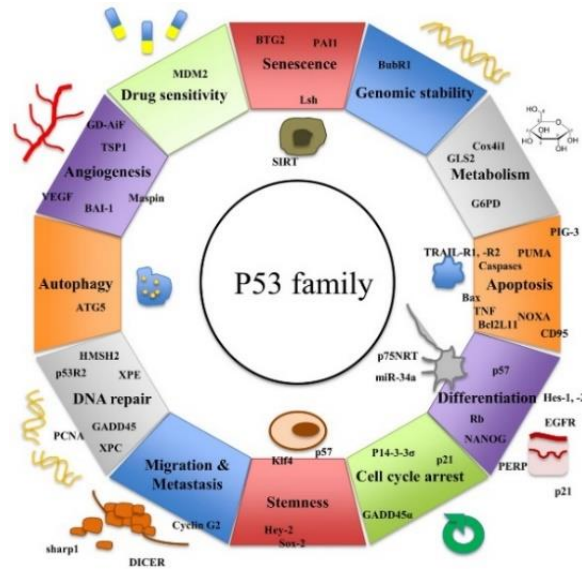 BTG2
PAI1
Senescence
Lsh
SIRT
BubR1
Genomic stability
Cox4i1
GLS2
Metabolism
G6PD
HO
OH
PIG-3
TRAIL-R1, -R2
PUMA
Caspases
Apoptosis
Bax
TNF
NOXA
Bcl2L11
CD95
p75NRT
miR-34a
p57
Differentiation
Hes-1, -
Rb
EGFR
NANOG
PERP
p21
P14-3-3σ
p21
Cell cycle arrest
GADD45α
Klf4
p57
Stemness
Hey-2
Sox-2
Migration &
Metastasis
Cyclin G2
sharp1
DICER
HMSH2
p53R2
XPE
DNA repair
GADD45
PCNA
XPC
Autophagy
ATG5
GD-AiF
TSP1
Angiogenesis
VEGF
Maspin
BAI-1
MDM2
Drug sensitivity
P53 family